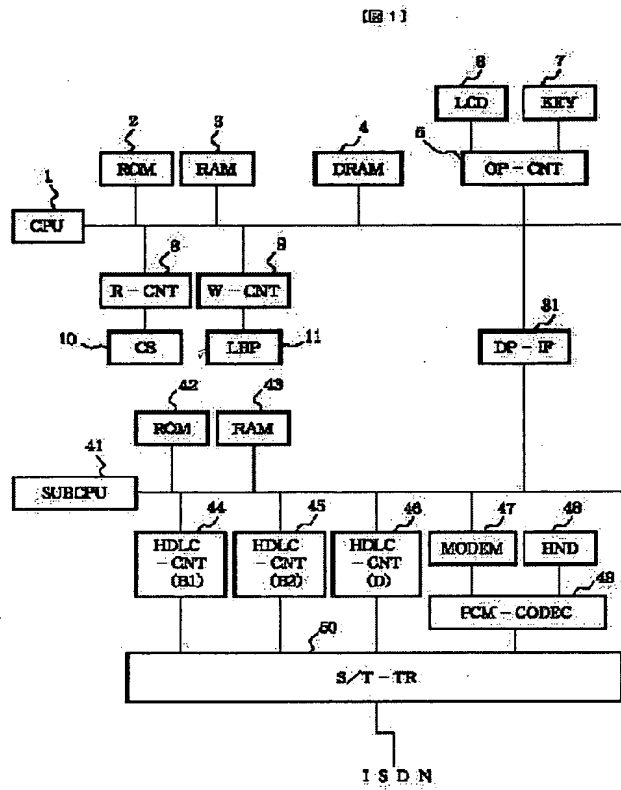 [図1]
6 7
LCD KEY
2 3 4 5
ROM RAM DRAM OP-CNT
1
CPU
8 9
R-CNT W-CNT
10 CS LBP 11
31
DP-IF
42 43
ROM RAM
41
SUBCPU
44 45 46 47 48
HDLC HDLC HDLC MODEM HND
-CNT -CNT -CNT
(B1) (B2) (D)
49
PCM-CODEC
50
S/T-TR
ISDN